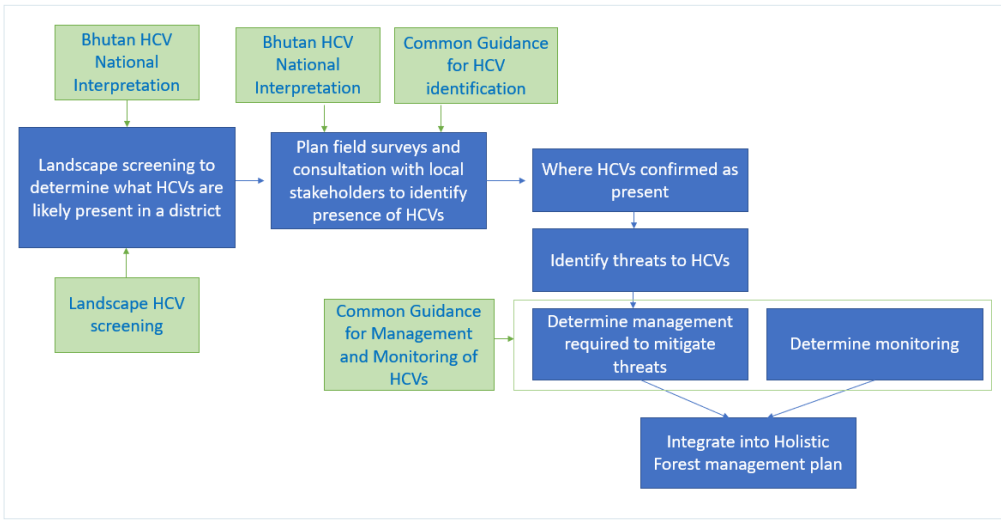 Bhutan HCV
National
Interpretation
Bhutan HCV
National
Interpretation
Common Guidance
for HCV
identification
Landscape screening to
determine what HCVs are
likely present in a district
Plan field surveys and
consultation with local
stakeholders to identify
presence of HCVs
Where HCVs confirmed as
present
Identify threats to HCVs
Landscape HCV
screening
Common Guidance
for Management
and Monitoring of
HCVs
Determine management
required to mitigate
threats
Determine monitoring
Integrate into Holistic
Forest management plan